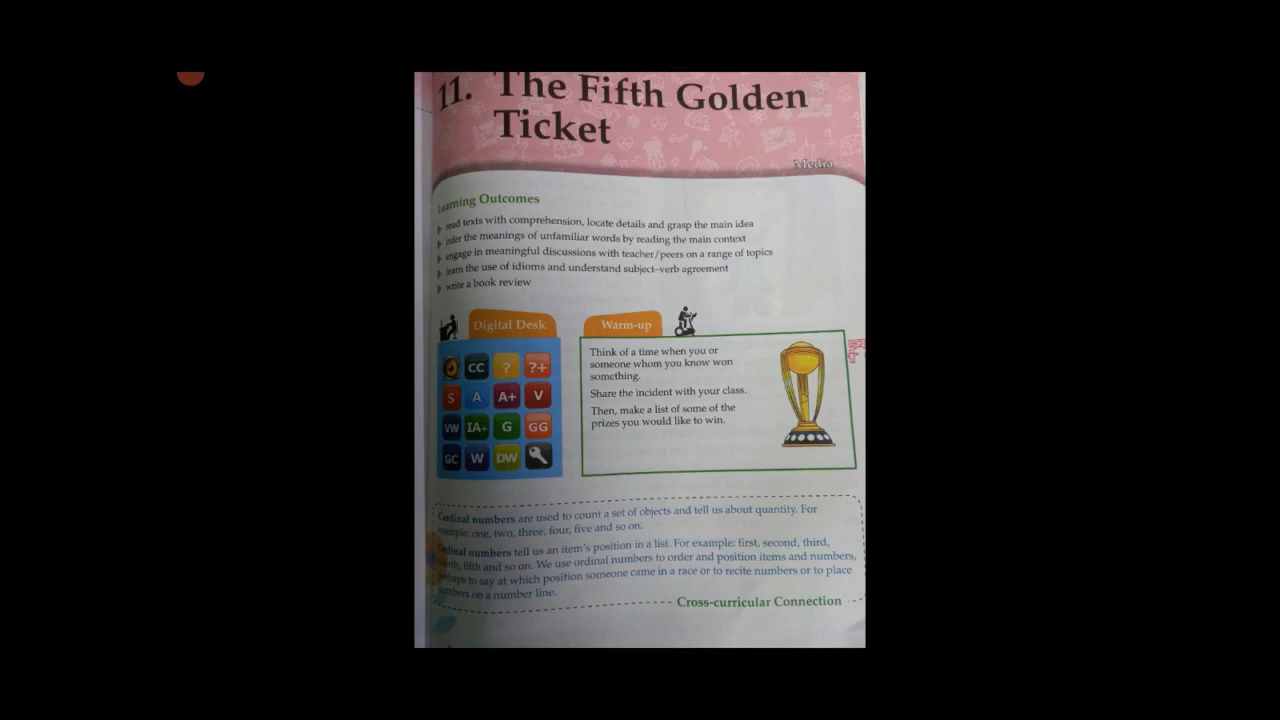 11. The Fifth Golden
Ticket
Media
Learning Outcomes
read texts with comprehension, locate details and grasp the main idea
infer the meanings of unfamiliar words by reading the main context
engage in meaningful discussions with teacher/peers on a range of topics
learn the use of idioms and understand subject–verb agreement
write a book review
Digital Desk
CC ? ?+
S A A+ V
VW IA+ G GG
GC W DW
Warm-up
Think of a time when you or
someone whom you know won
something.
Share the incident with your class.
Then, make a list of some of the
prizes you would like to win.
Cardinal numbers are used to count a set of objects and tell us about quantity. For
example: one, two, three, four, five and so on.
Ordinal numbers tell us an item's position in a list. For example: first, second, third,
fourth, fifth and so on. We use ordinal numbers to order and position items and numbers,
perhaps to say at which position someone came in a race or to recite numbers or to place
numbers on a number line.
Cross-curricular Connection